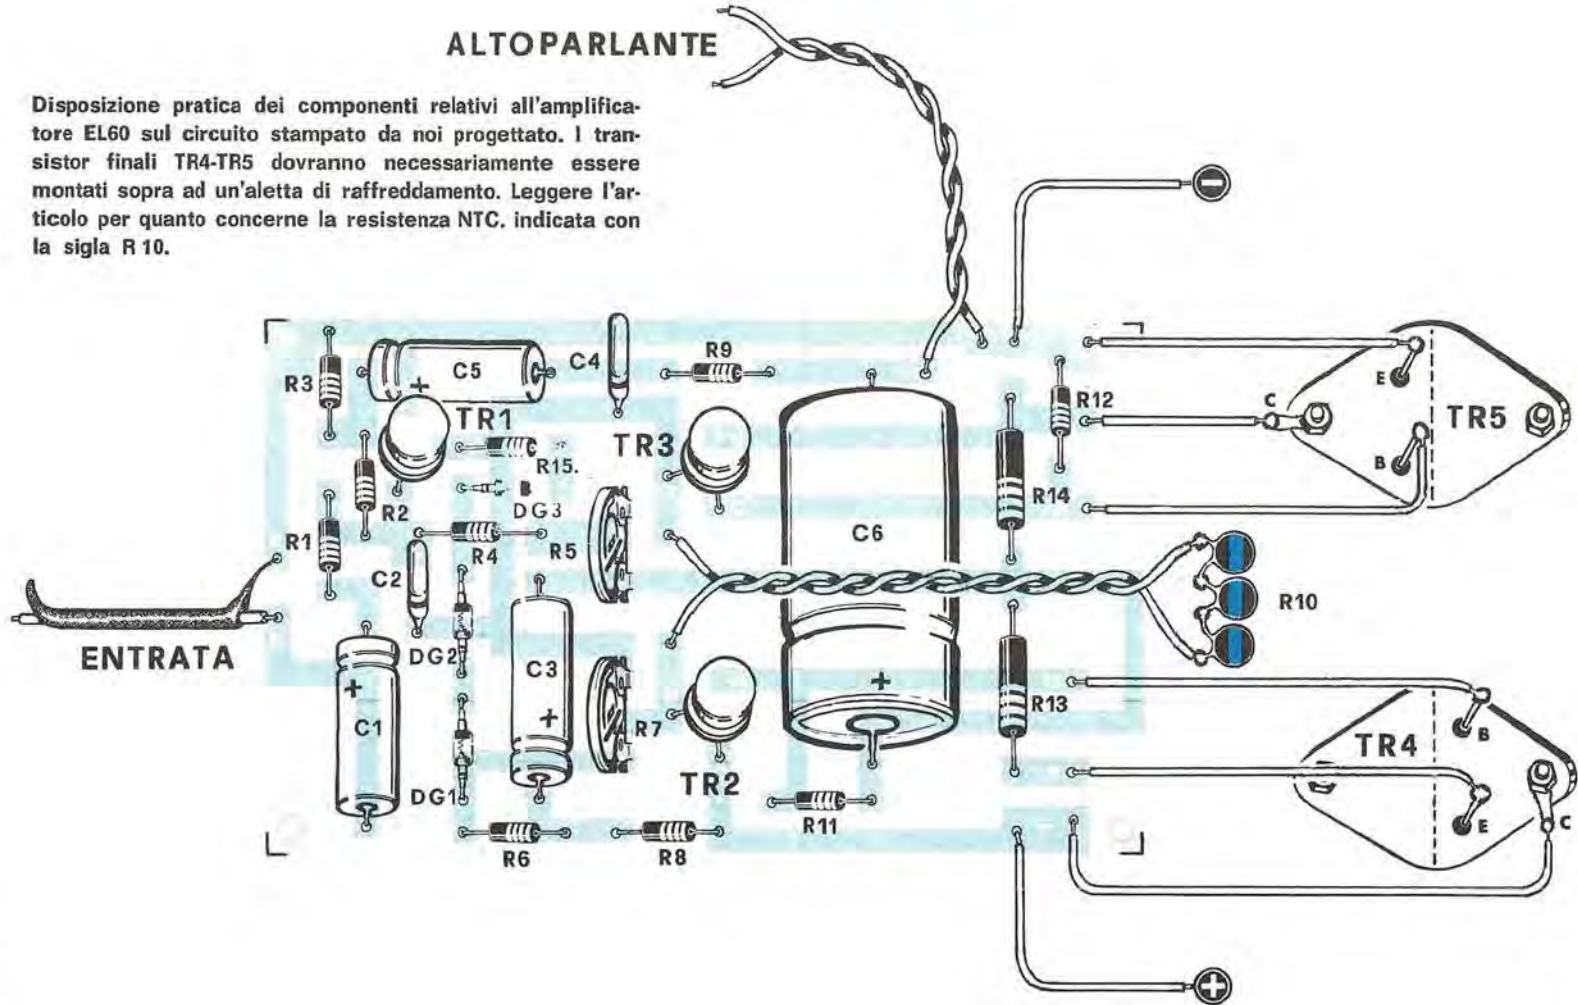 ALTOPARLANTE
Disposizione pratica dei componenti relativi all'amplifica-
tore EL60 sul circuito stampato da noi progettato. I tran-
sistor finali TR4-TR5 dovranno necessariamente essere
montati sopra ad un'aletta di raffreddamento. Leggere l'ar-
ticolo per quanto concerne la resistenza NTC. indicata con
la sigla R 10.
-
R3
C5
+
C4
R9
R12
E
C
TR5
B
TR1
TR3
R15.
B
DG3
R2
R14
R1
R4
R5
C6
C2
R10
ENTRATA
DG2
C3
+
+
+
C1
R7
R13
TR4
B
TR2
DG1
R11
E
C
R6
R8
+